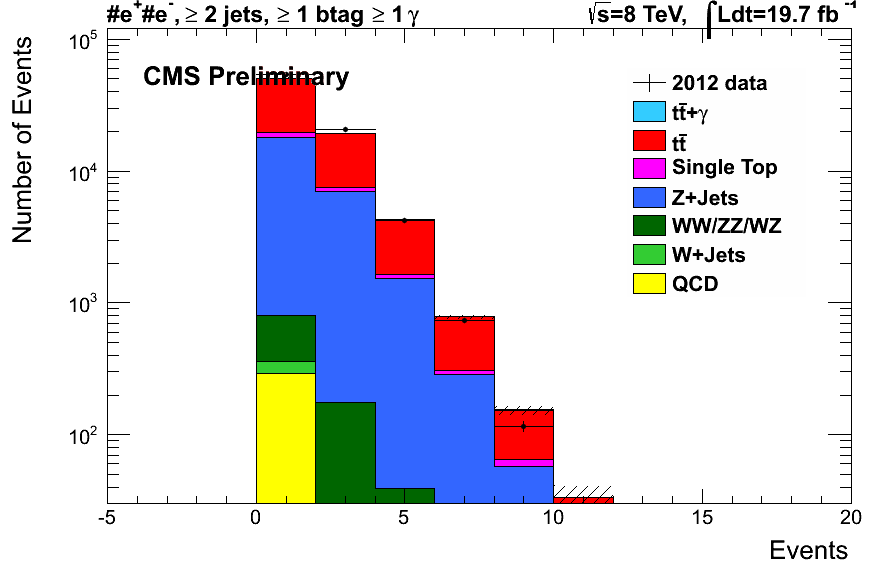 #e⁺#e⁻, ≥ 2 jets, ≥ 1 btag ≥ 1 γ
√s=8 TeV, ∫Ldt=19.7 fb⁻¹
CMS Preliminary
Number of Events
10⁵
10⁴
10³
10²
2012 data
tt̄+γ
tt̄
Single Top
Z+Jets
WW/ZZ/WZ
W+Jets
QCD
-5 0 5 10 15 20
Events